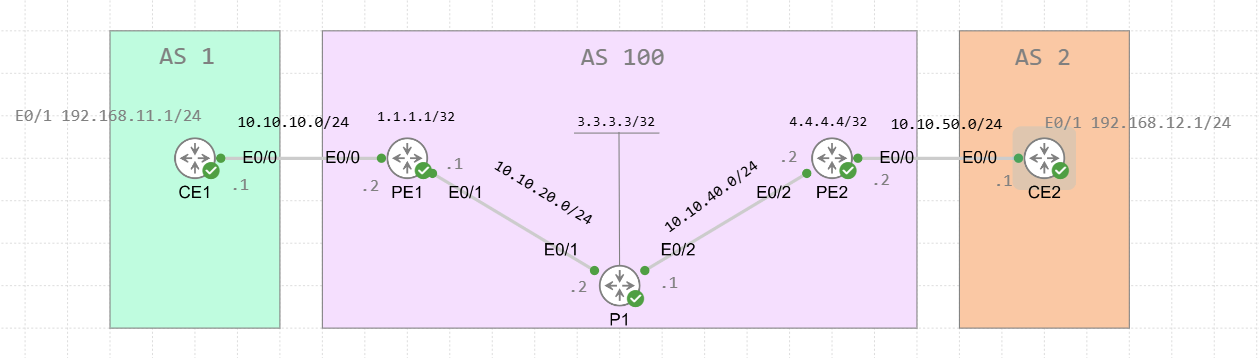 AS 1
AS 100
AS 2
E0/1 192.168.11.1/24
10.10.10.0/24
1.1.1.1/32
3.3.3.3/32
4.4.4.4/32
10.10.50.0/24
E0/1 192.168.12.1/24
E0/0
E0/0
E0/0
E0/0
.1
.2
.1
.2
.2
.1
CE1
PE1
E0/1
10.10.20.0/24
10.10.40.0/24
E0/2
PE2
CE2
E0/1
E0/2
.2
.1
P1